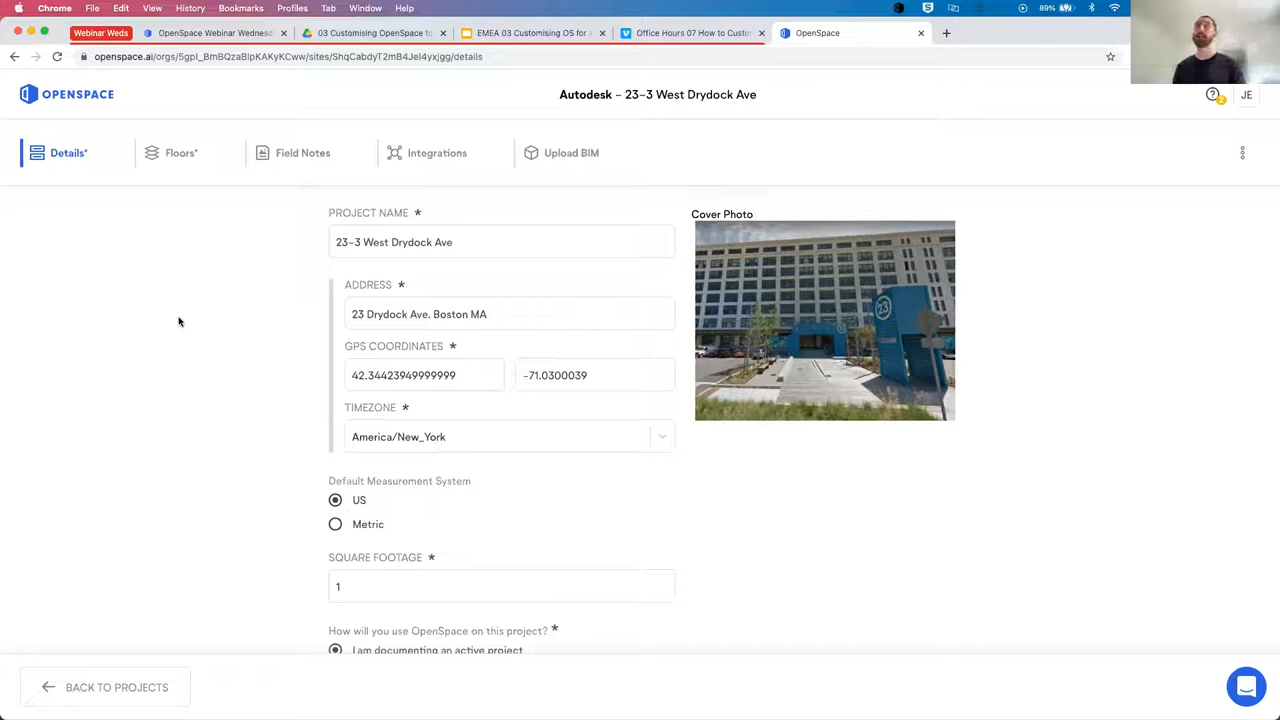 Chrome File Edit View History Bookmarks Profiles Tab Window Help 89%
Webinar Weds OpenSpace Webinar Wednesd 03 Customising OpenSpace fo EMEA 03 Customising OS for Office Hours 07 How to Custo OpenSpace
openspace.ai/orgs/5gpl_BmBQzaBlpKAKyKCww/sites/ShqCabdyT2mB4JeI4yxjgg/details
OPENSPACE Autodesk - 23-3 West Drydock Ave 2 JE
Details* Floors* Field Notes Integrations Upload BIM
PROJECT NAME * Cover Photo
23-3 West Drydock Ave
ADDRESS *
23 Drydock Ave. Boston MA
23
GPS COORDINATES *
42.34423949999999 -71.0300039
TIMEZONE *
America/New_York
Default Measurement System
US
Metric
SQUARE FOOTAGE *
1
How will you use OpenSpace on this project? *
I am documenting an active project
BACK TO PROJECTS